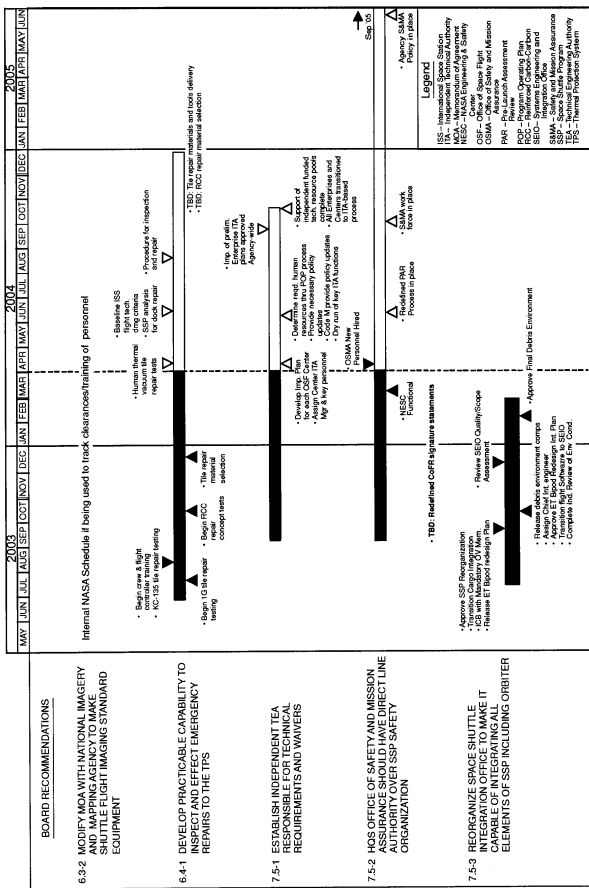 2003
2004
2005
MAY JUN JUL AUG SEP OCT NOV DEC JAN FEB MAR APR MAY JUN JUL AUG SEP OCT NOV DEC JAN FEB MAR APR MAY JUN
BOARD RECOMMENDATIONS
6.3-2 MODIFY MOA WITH NATIONAL IMAGERY
AND MAPPING AGENCY TO MAKE
SHUTTLE FLIGHT IMAGING STANDARD
EQUIPMENT
Internal NASA Schedule if being used to track clearances/training of personnel
6.4-1 DEVELOP PRACTICABLE CAPABILITY TO
INSPECT AND EFFECT EMERGENCY
REPAIRS TO THE TPS
• Begin crew & flight
controller training
• KC-135 tile repair testing
• Begin 1G tile repair
testing
• Begin RCC
repair
concept tests
• Tile repair
material
selection
• Human thermal
vacuum tile
repair tests
• Baseline ISS
flight tech.
dmg criteria
• SSP analysis
for dock repair
• Procedure for inspection
and repair
• TBD: Tile repair materials and tools delivery
• TBD: RCC repair material selection
7.5-1 ESTABLISH INDEPENDENT TEA
RESPONSIBLE FOR TECHNICAL
REQUIREMENTS AND WAIVERS
• Develop Imp. Plan
for each OSF Center
• Assign Center ITA
Mgr & key personnel
• Determine reqd. human
resources thru POP process
• Provide necessary policy
updates
• Code M provide policy updates
• Dry run of key ITA functions
• Imp. of prelim.
Enterprise ITA
plans approved
Agency-wide
• Support of
independent funded
tech. resource pools
complete
• All Enterprises and
Centers transitioned
to ITA-based
process
7.5-2 HQS OFFICE OF SAFETY AND MISSION
ASSURANCE SHOULD HAVE DIRECT LINE
AUTHORITY OVER SSP SAFETY
ORGANIZATION
• OSMA New
Personnel Hired
• NESC
Functional
• Redefined PAR
Process in place
• S&MA work
force in place
• Agency S&MA
Policy in place
Sep '05
• TBD: Redefined CoFR signature statements
7.5-3 REORGANIZE SPACE SHUTTLE
INTEGRATION OFFICE TO MAKE IT
CAPABLE OF INTEGRATING ALL
ELEMENTS OF SSP INCLUDING ORBITER
• Approve SSP Reorganization
• Transition Cargo Integration
• ICB with Mandatory OV Mem.
• Release ET Bipod redesign Plan
• Review SEIO Quality/Scope
Assessment
• Release debris environment comps
• Assign Chief Int. engineer
• Approve ET Bipod Redesign Int. Plan
• Transition flight Software to SEIO
• Complete Ind. Review of Env Cond.
• Approve Final Debris Environment
Legend
ISS – International Space Station
ITA – Independent Technical Authority
MOA – Memorandum of Agreement
NESC – NASA Engineering & Safety
Center
OSF – Office of Space Flight
OSMA – Office of Safety and Mission
Assurance
PAR – Pre-Launch Assessment
Review
POP – Program Operating Plan
RCC – Reinforced Carbon-Carbon
SEIO – Systems Engineering and
Integration Office
S&MA – Safety and Mission Assurance
SSP – Space Shuttle Program
TEA – Technical Engineering Authority
TPS – Thermal Protection System